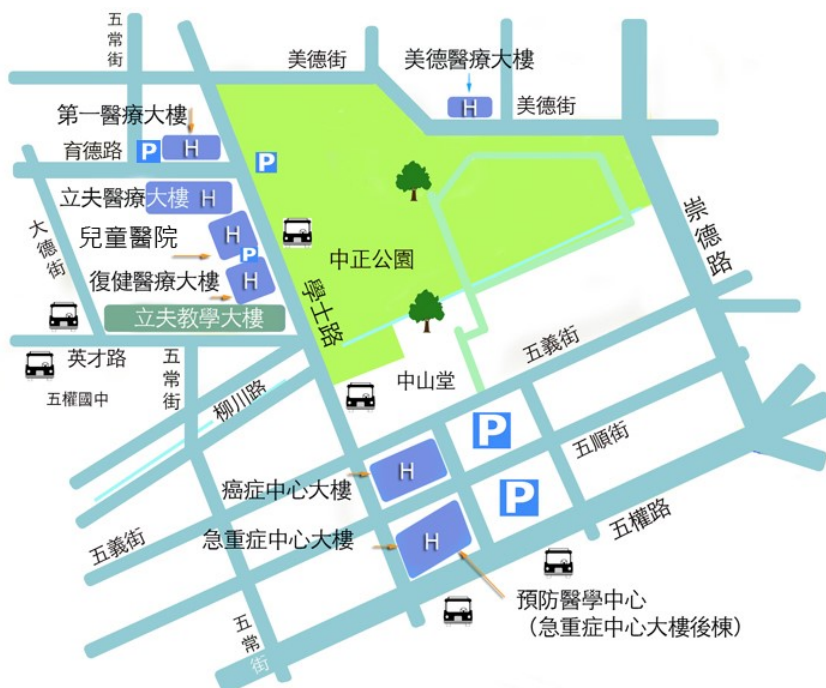 五常街
美德街
美德醫療大樓
H
美德街
第一醫療大樓
P
H
P
育德路
立夫醫療大樓
H
大德街
兒童醫院
H
P
復健醫療大樓
H
立夫教學大樓
學士路
中正公園
崇德路
英才路
五權國中
五常街
柳川路
中山堂
五義街
P
五順街
癌症中心大樓
H
P
五權路
五義街
急重症中心大樓
H
預防醫學中心
（急重症中心大樓後棟）
五常街